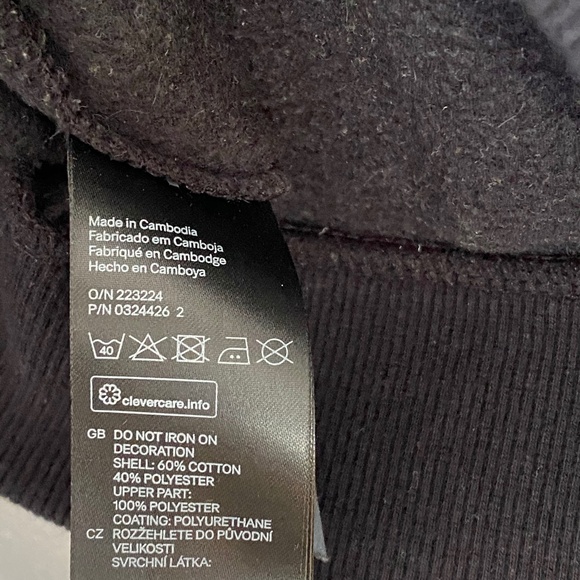 Made in Cambodia
Fabricado em Camboja
Fabriqué en Cambodge
Hecho en Camboya
O/N 223224
P/N 0324426 2
40
clevercare.info
GB DO NOT IRON ON
DECORATION
SHELL: 60% COTTON
40% POLYESTER
UPPER PART:
100% POLYESTER
COATING: POLYURETHANE
CZ ROZŽEHLETE DO PŮVODNÍ
VELIKOSTI
SVRCHNÍ LÁTKA: